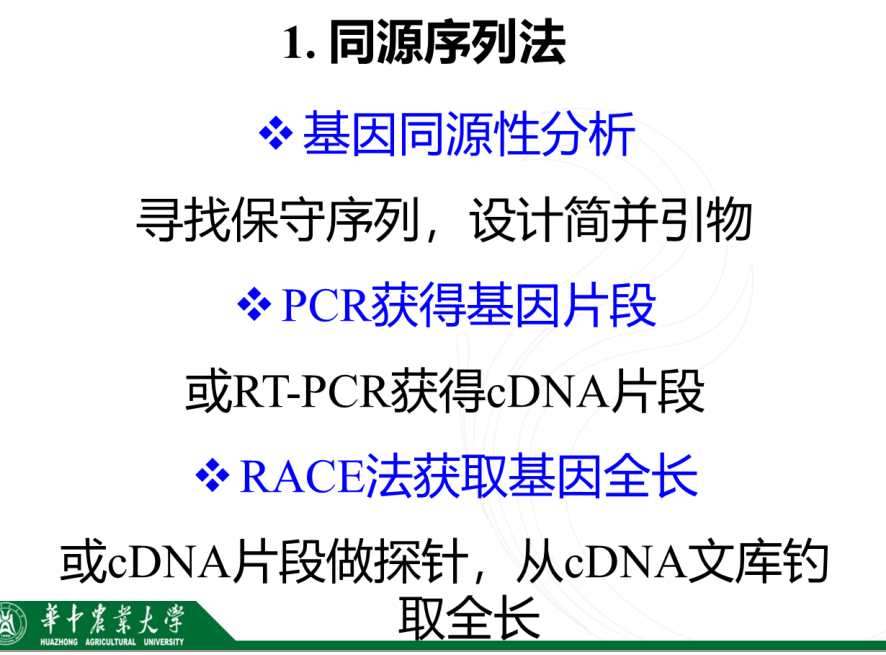 1. 同源序列法
❖ 基因同源性分析
寻找保守序列，设计简并引物
❖ PCR获得基因片段
或RT-PCR获得cDNA片段
❖ RACE法获取基因全长
或cDNA片段做探针，从cDNA文库钓
取全长
華中农業大学
HUAZHONG AGRICULTURAL UNIVERSITY